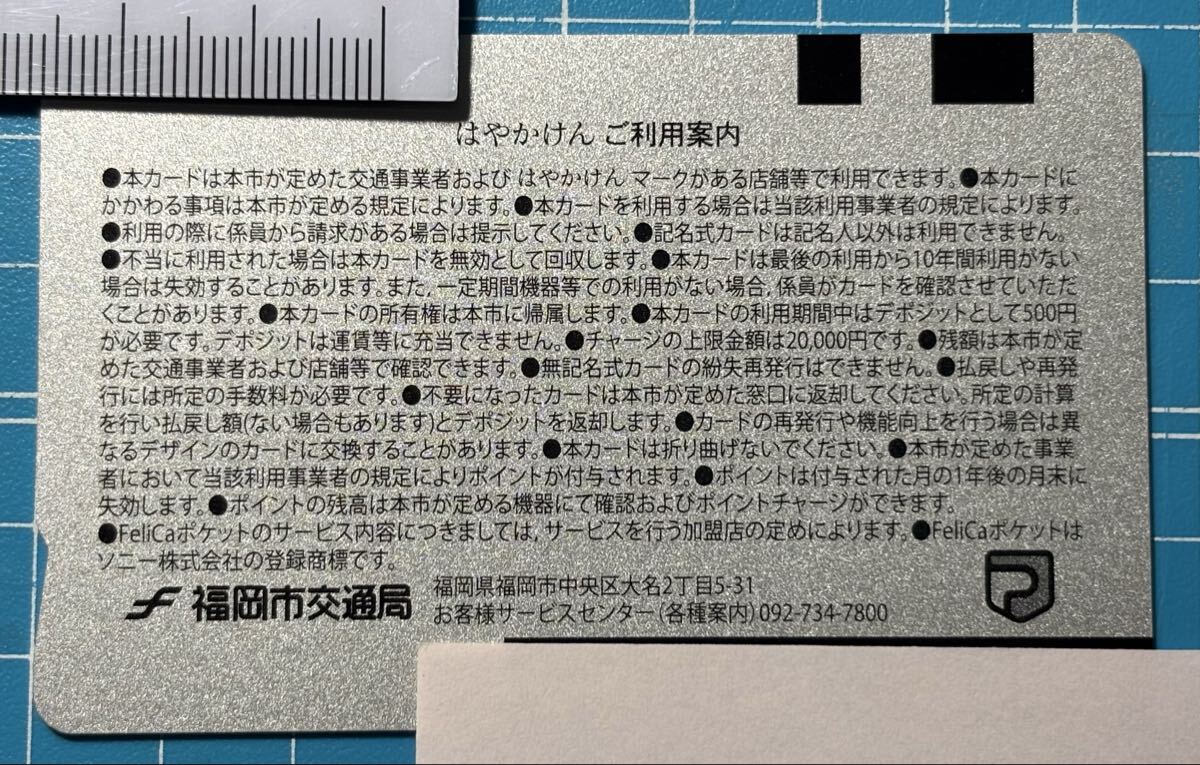 はやかけん ご利用案内
●本カードは本市が定めた交通事業者および はやかけん マークがある店舗等で利用できます。●本カードに
かかわる事項は本市が定める規定によります。●本カードを利用する場合は当該利用事業者の規定によります。
●利用の際に係員から請求がある場合は提示してください。●記名式カードは記名人以外は利用できません。
●不当に利用された場合は本カードを無効として回収します。●本カードは最後の利用から10年間利用がない
場合は失効することがあります。また、一定期間機器等での利用がない場合、係員がカードを確認させていただ
くことがあります。●本カードの所有権は本市に帰属します。●本カードの利用期間中はデポジットとして500円
が必要です。デポジットは運賃等に充当できません。●チャージの上限金額は20,000円です。●残額は本市が定
めた交通事業者および店舗等で確認できます。●無記名式カードの紛失再発行はできません。●払戻しや再発
行には所定の手数料が必要です。●不要になったカードは本市が定めた窓口に返却してください。所定の計算
を行い払戻し額(ない場合もあります)とデポジットを返却します。●カードの再発行や機能向上を行う場合は異
なるデザインのカードに交換することがあります。●本カードは折り曲げないでください。●本市が定めた事業
者において当該利用事業者の規定によりポイントが付与されます。●ポイントは付与された月の1年後の月末に
失効します。●ポイントの残高は本市が定める機器にて確認およびポイントチャージができます。
●FeliCaポケットのサービス内容につきましては、サービスを行う加盟店の定めによります。●FeliCaポケットは
ソニー株式会社の登録商標です。
福岡市交通局
福岡県福岡市中央区大名2丁目5-31
お客様サービスセンター(各種案内)092-734-7800